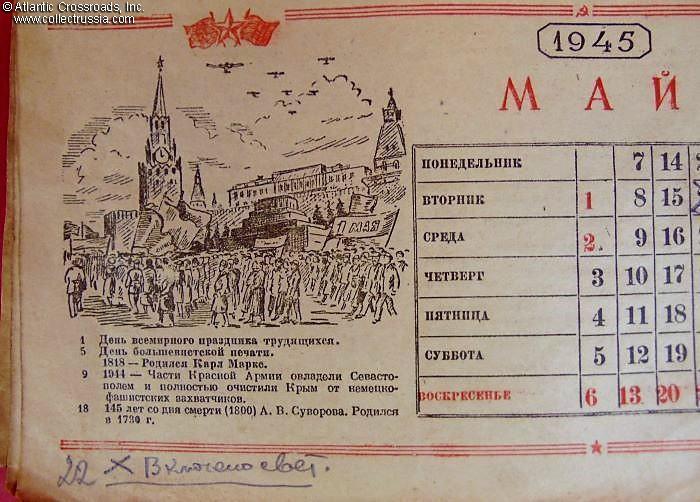 © Atlantic Crossroads, Inc.
www.collectrussia.com
1945
МАЙ
ПОНЕДЕЛЬНИК 7 14
ВТОРНИК 1 8 15
СРЕДА 2 9 16
ЧЕТВЕРГ 3 10 17
ПЯТНИЦА 4 11 18
СУББОТА 5 12 19
ВОСКРЕСЕНЬЕ 6 13 20
1 МАЯ
1 День всемирного праздника трудящихся.
5 День большевистской печати.
1818 — Родился Карл Маркс.
9 1944 — Части Красной Армии овладели Севасто-
полем и полностью очистили Крым от немецко-
фашистских захватчиков.
18 145 лет со дня смерти (1800) А. В. Суворова. Родился
в 1730 г.
22 X Включено свет.